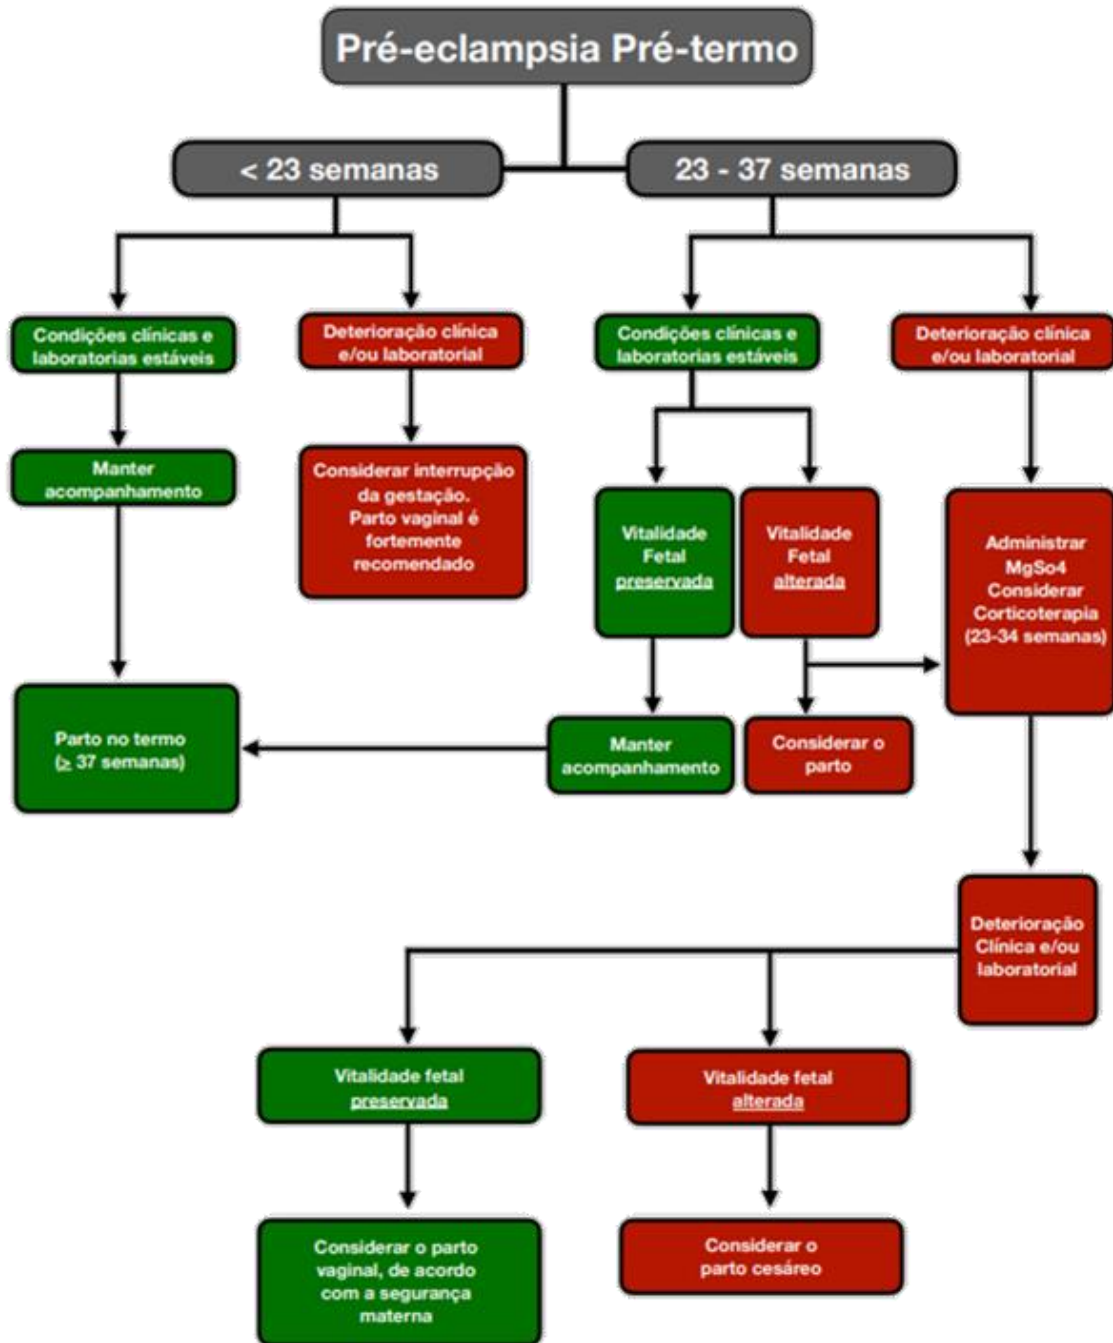 Pré-eclampsia Pré-termo
< 23 semanas
23 - 37 semanas
Condições clínicas e
laboratorias estáveis
Deterioração clínica
e/ou laboratorial
Condições clínicas e
laboratorias estáveis
Deterioração clínica
e/ou laboratorial
Manter
acompanhamento
Considerar interrupção
da gestação.
Parto vaginal é
fortemente
recomendado
Vitalidade
Fetal
preservada
Vitalidade
Fetal
alterada
Administrar
MgSo4
Considerar
Corticoterapia
(23-34 semanas)
Parto no termo
(≥ 37 semanas)
Manter
acompanhamento
Considerar o
parto
Deterioração
Clínica e/ou
laboratorial
Vitalidade fetal
preservada
Vitalidade fetal
alterada
Considerar o parto
vaginal, de acordo
com a segurança
materna
Considerar o
parto cesáreo